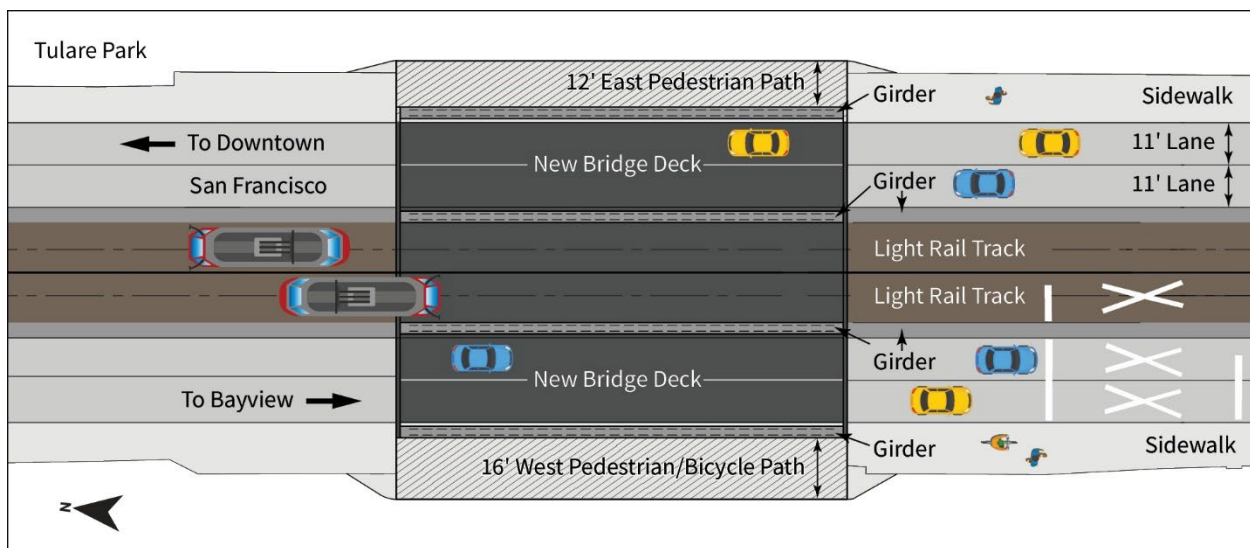 Tulare Park
12' East Pedestrian Path
Girder
Sidewalk
To Downtown
San Francisco
New Bridge Deck
11' Lane
Girder
11' Lane
Light Rail Track
Light Rail Track
Girder
New Bridge Deck
To Bayview
Girder
Sidewalk
16' West Pedestrian/Bicycle Path
N